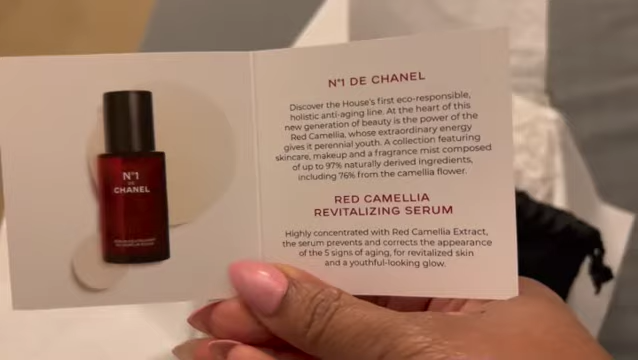 N°1
DE
CHANEL
N°1 DE CHANEL
Discover the House's first eco-responsible,
holistic anti-aging line. At the heart of this
new generation of beauty is the power of the
Red Camellia, whose extraordinary energy
gives it perennial youth. A collection featuring
skincare, makeup and a fragrance mist composed
of up to 97% naturally derived ingredients,
including 76% from the camellia flower.
RED CAMELLIA
REVITALIZING SERUM
Highly concentrated with Red Camellia Extract,
the serum prevents and corrects the appearance
of the 5 signs of aging, for revitalized skin
and a youthful-looking glow.